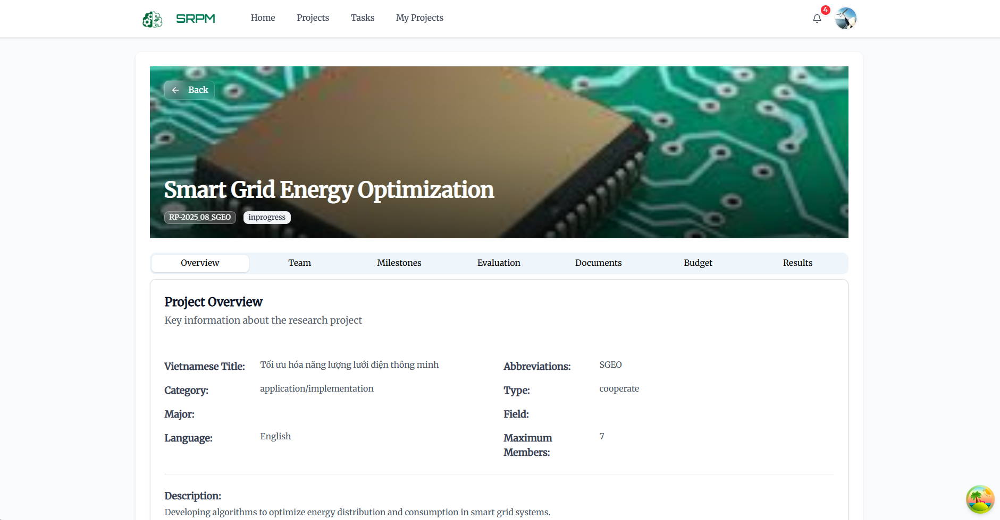 SRPM
Home Projects Tasks My Projects
4
Back
Smart Grid Energy Optimization
RP-2025_08_SGEO inprogress
Overview Team Milestones Evaluation Documents Budget Results
Project Overview
Key information about the research project
Vietnamese Title: Tối ưu hóa năng lượng lưới điện thông minh
Abbreviations: SGEO
Category: application/implementation
Type: cooperate
Major:
Field:
Language: English
Maximum Members: 7
Description:
Developing algorithms to optimize energy distribution and consumption in smart grid systems.